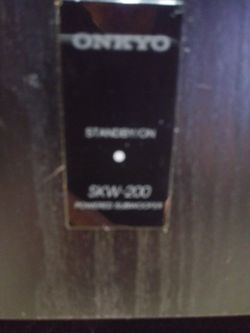 ONKYO
STANDBY/ON
SKW-200
POWERED SUBWOOFER